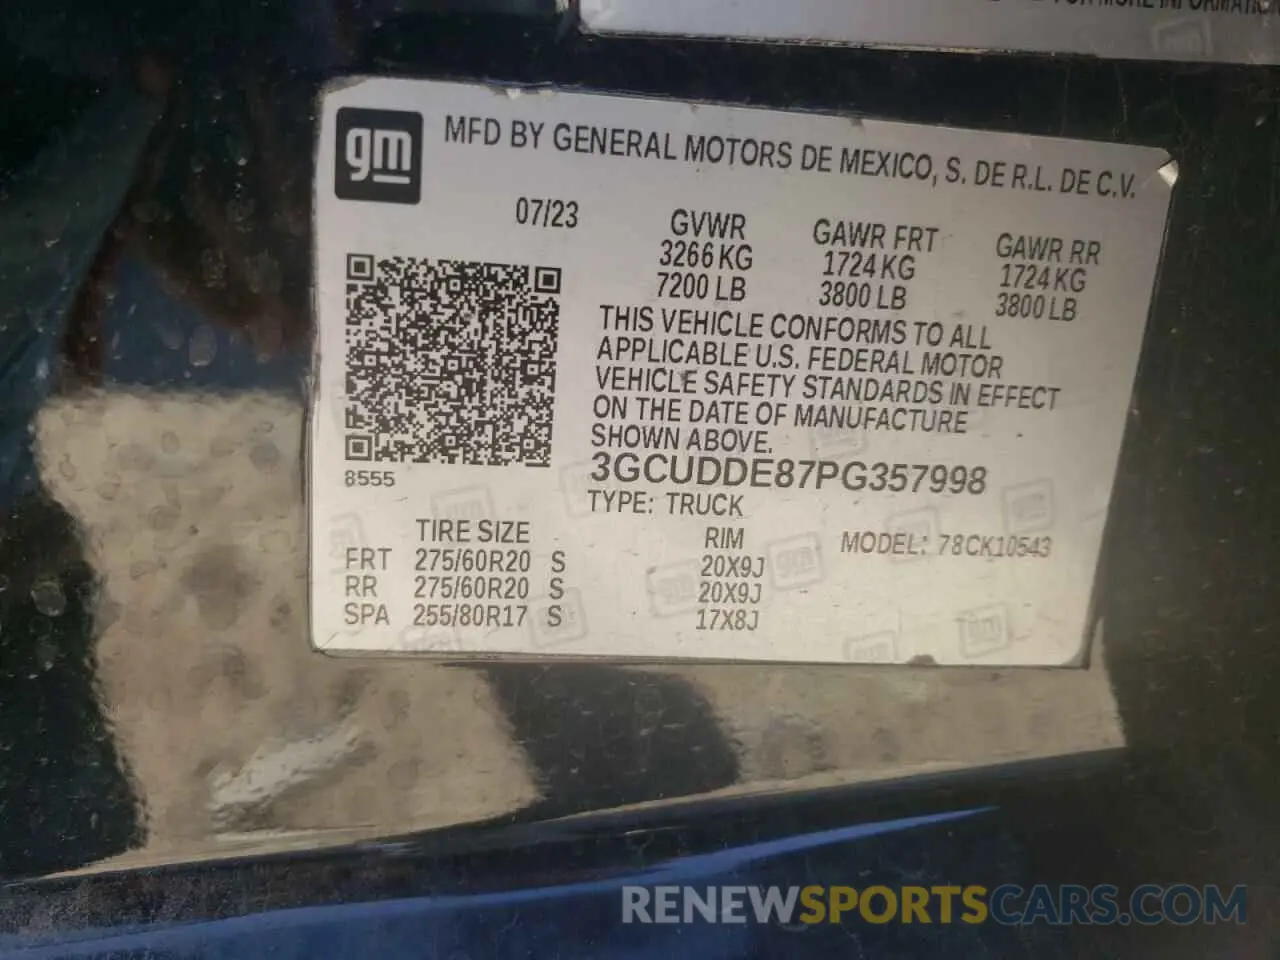 FOR MORE INFORMATION
gm
MFD BY GENERAL MOTORS DE MEXICO, S. DE R.L. DE C.V.
07/23 GVWR GAWR FRT GAWR RR
3266 KG 1724 KG 1724 KG
7200 LB 3800 LB 3800 LB
THIS VEHICLE CONFORMS TO ALL
APPLICABLE U.S. FEDERAL MOTOR
VEHICLE SAFETY STANDARDS IN EFFECT
ON THE DATE OF MANUFACTURE
SHOWN ABOVE.
8555 3GCUDDE87PG357998
TYPE: TRUCK
TIRE SIZE RIM MODEL: 78CK10543
FRT 275/60R20 S 20X9J
RR 275/60R20 S 20X9J
SPA 255/80R17 S 17X8J
RENEWSPORTSCARS.COM